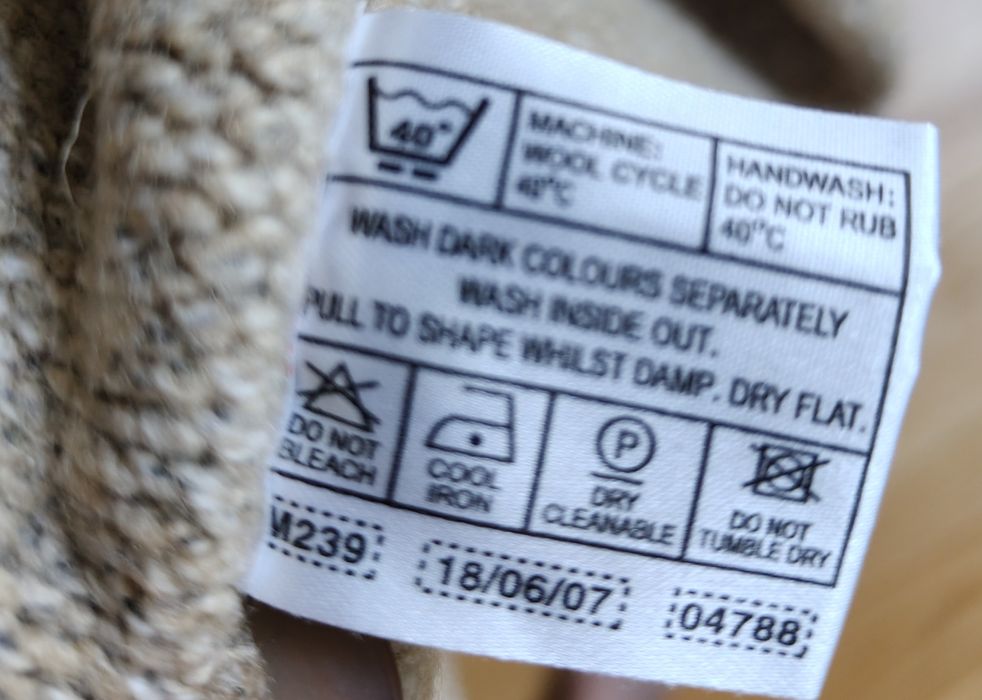 40°
MACHINE:
WOOL CYCLE
40°C
HANDWASH:
DO NOT RUB
40°C
WASH DARK COLOURS SEPARATELY
WASH INSIDE OUT.
PULL TO SHAPE WHILST DAMP. DRY FLAT.
DO NOT
BLEACH
COOL
IRON
P
DRY
CLEANABLE
DO NOT
TUMBLE DRY
M239
18/06/07
04788